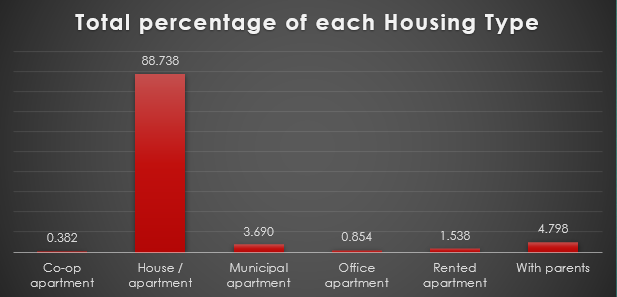 Total percentage of each Housing Type
88.738
0.382
3.690
0.854
1.538
4.798
Co-op
apartment
House /
apartment
Municipal
apartment
Office
apartment
Rented
apartment
With parents